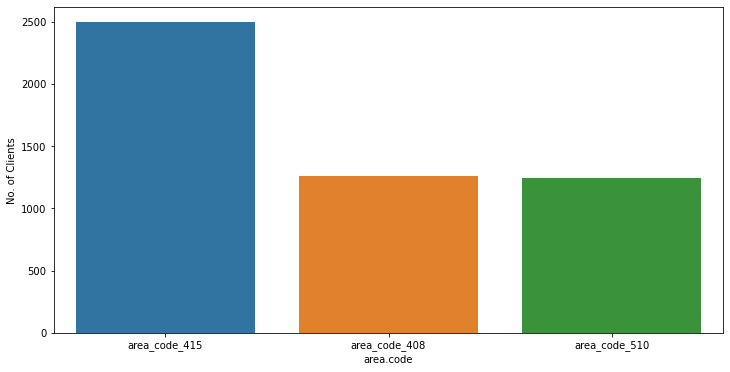 2500
2000
1500
1000
500
0
No. of Clients
area_code_415
area_code_408
area_code_510
area.code